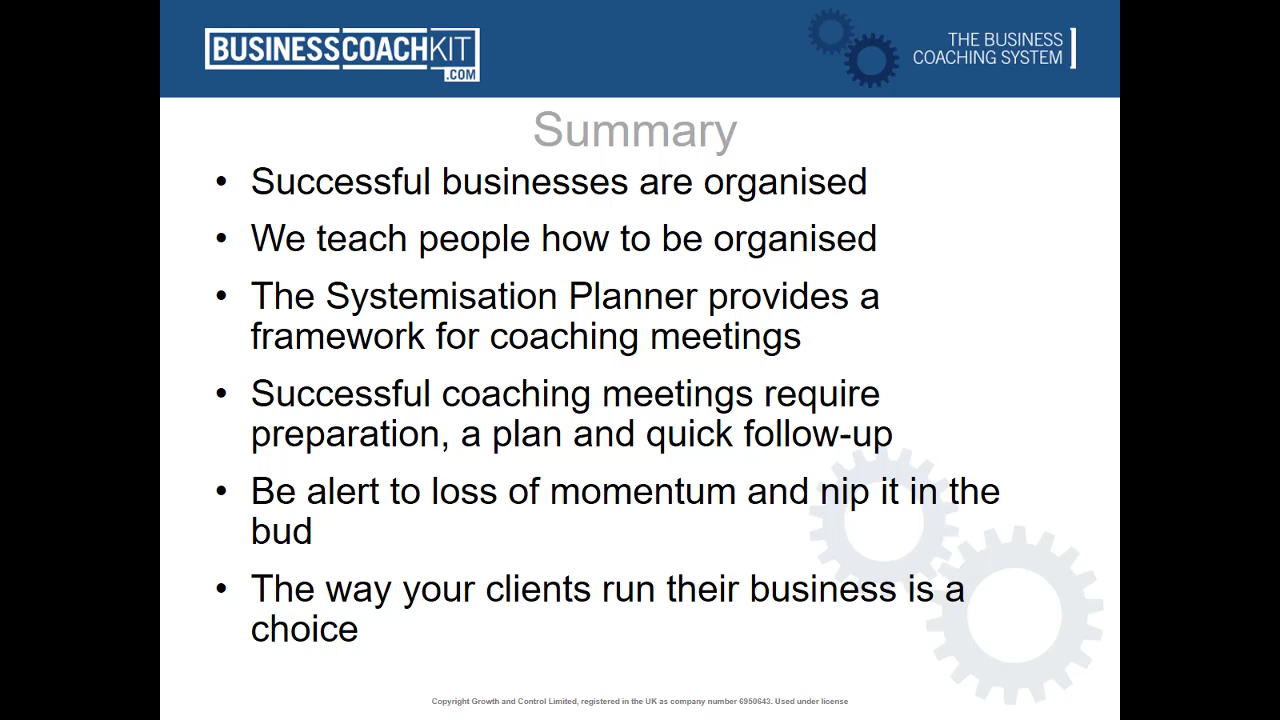 BUSINESSCOACHKIT
.COM
THE BUSINESS
COACHING SYSTEM
Summary
• Successful businesses are organised
• We teach people how to be organised
• The Systemisation Planner provides a
framework for coaching meetings
• Successful coaching meetings require
preparation, a plan and quick follow-up
• Be alert to loss of momentum and nip it in the
bud
• The way your clients run their business is a
choice
Copyright Growth and Control Limited, registered in the UK as company number 6950643. Used under license